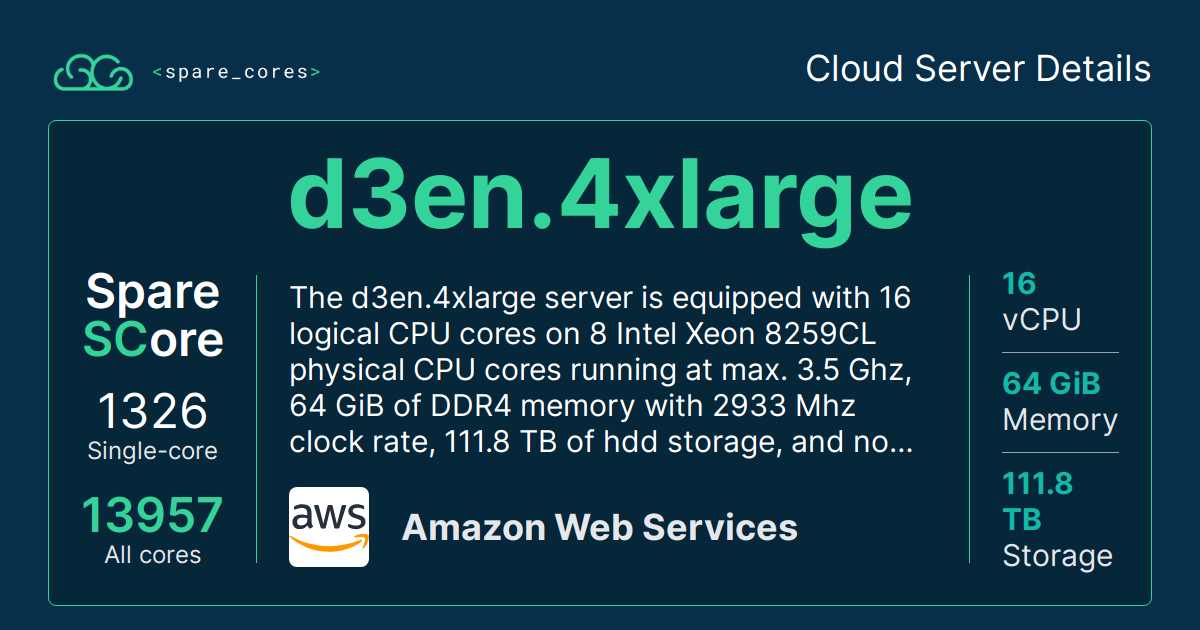 <spare_cores>
Cloud Server Details
d3en.4xlarge
Spare
SCore
1326
Single-core
13957
All cores
The d3en.4xlarge server is equipped with 16
logical CPU cores on 8 Intel Xeon 8259CL
physical CPU cores running at max. 3.5 Ghz,
64 GiB of DDR4 memory with 2933 Mhz
clock rate, 111.8 TB of hdd storage, and no...
aws
Amazon Web Services
16
vCPU
64 GiB
Memory
111.8
TB
Storage